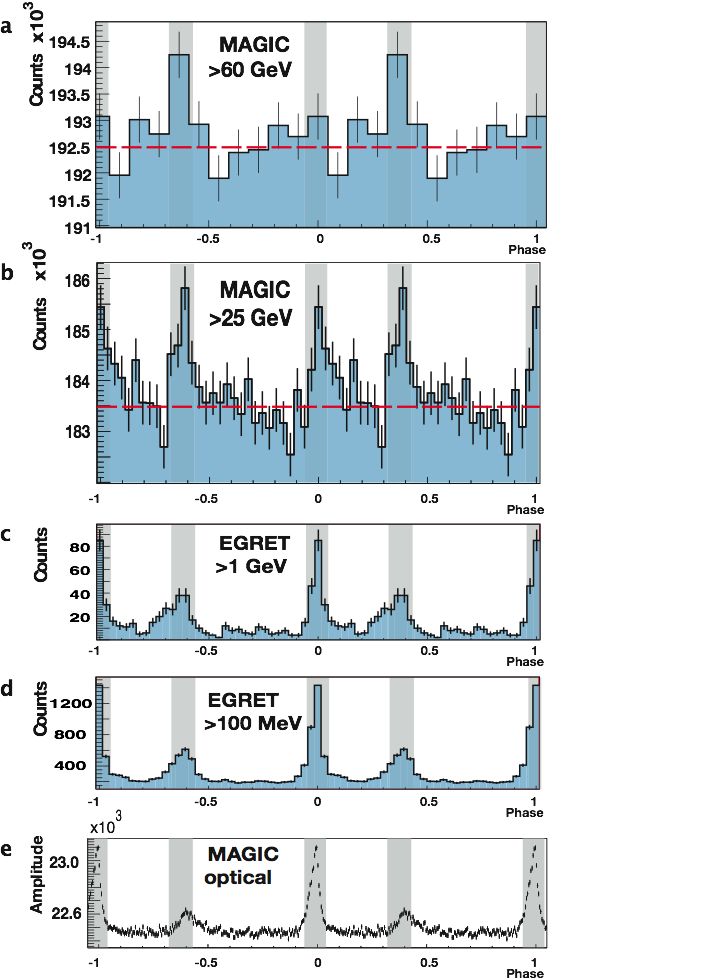 a
Counts x10³
MAGIC
>60 GeV
194.5
194
193.5
193
192.5
192
191.5
191
-1 -0.5 0 0.5 1
Phase
b
Counts x10³
MAGIC
>25 GeV
186
185
184
183
-1 -0.5 0 0.5 1
Phase
c
Counts
EGRET
>1 GeV
80
60
40
20
-1 -0.5 0 0.5 1
Phase
d
Counts
EGRET
>100 MeV
1200
800
400
-1 -0.5 0 0.5 1
Phase
x10³
e
Amplitude
MAGIC
optical
23.0
22.6
-1 -0.5 0 0.5 1
Phase